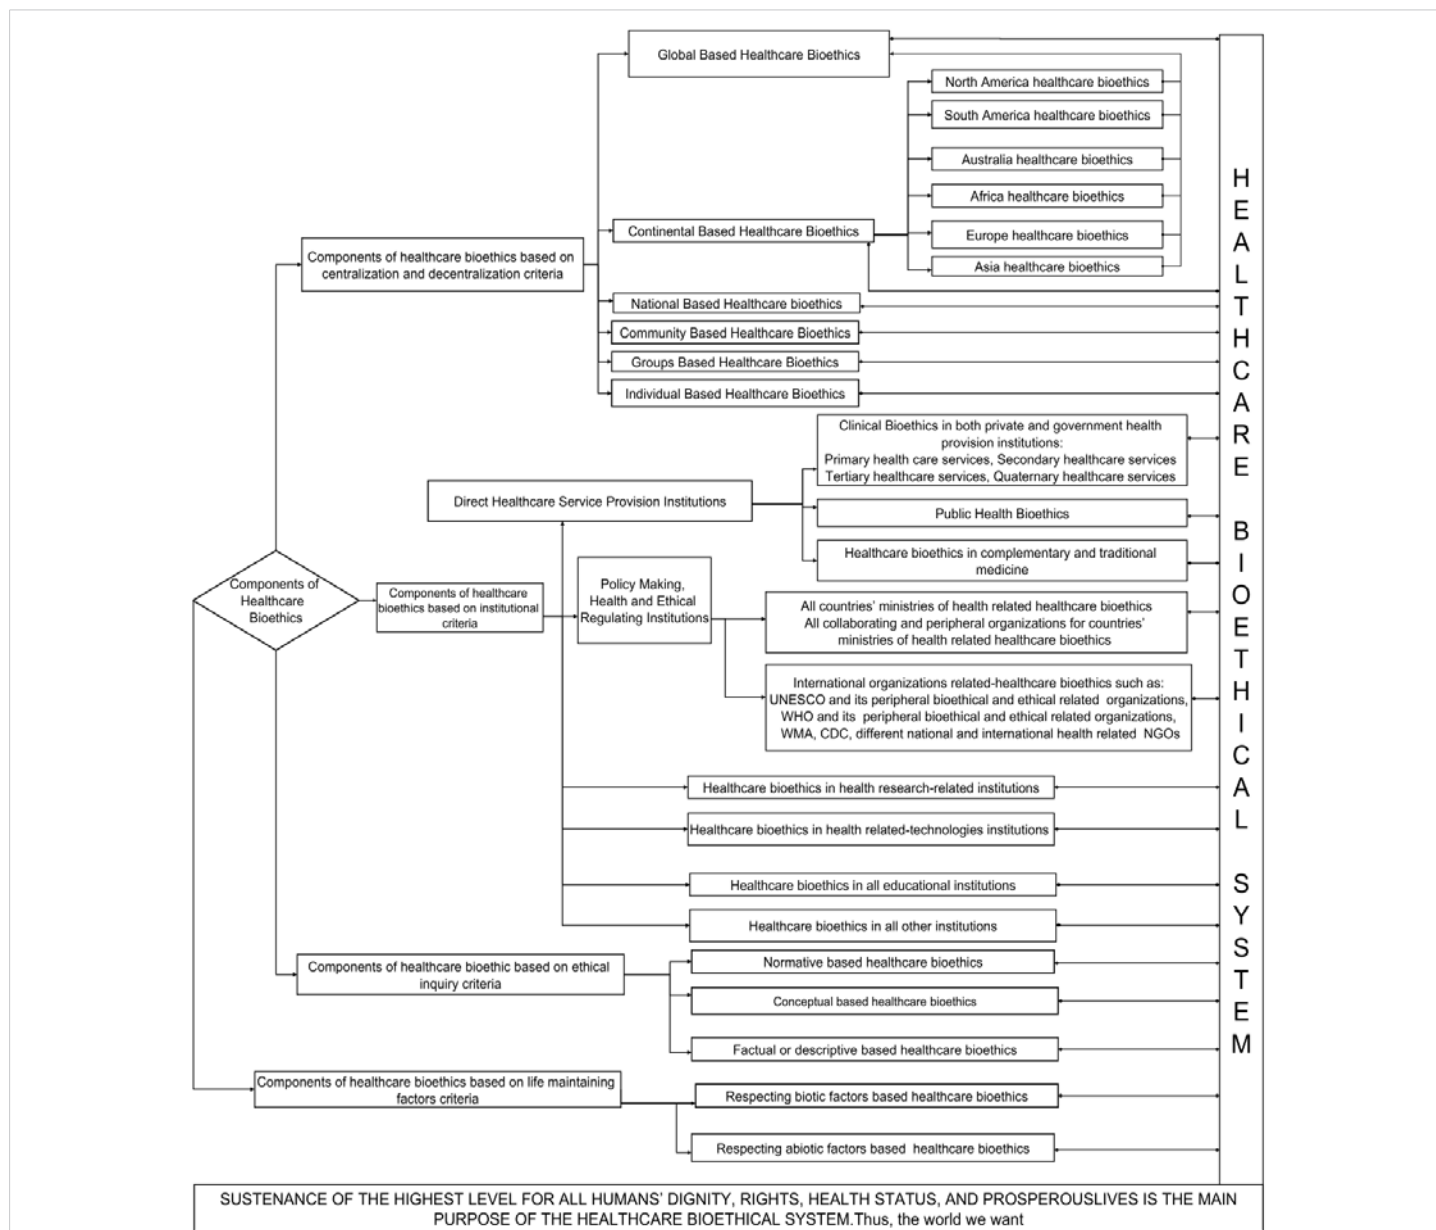 Global Based Healthcare Bioethics
North America healthcare bioethics
South America healthcare bioethics
Australia healthcare bioethics
Africa healthcare bioethics
Europe healthcare bioethics
Asia healthcare bioethics
Continental Based Healthcare Bioethics
Components of healthcare bioethics based on
centralization and decentralization criteria
National Based Healthcare bioethics
Community Based Healthcare Bioethics
Groups Based Healthcare Bioethics
Individual Based Healthcare Bioethics
Clinical Bioethics in both private and government health
provision institutions:
Primary health care services, Secondary healthcare services
Tertiary healthcare services, Quaternary healthcare services
Direct Healthcare Service Provision Institutions
Public Health Bioethics
Healthcare bioethics in complementary and traditional
medicine
Components of
Healthcare
Bioethics
Components of healthcare
bioethics based on institutional
criteria
Policy Making,
Health and Ethical
Regulating Institutions
All countries' ministries of health related healthcare bioethics
All collaborating and peripheral organizations for countries'
ministries of health related healthcare bioethics
International organizations related-healthcare bioethics such as:
UNESCO and its peripheral bioethical and ethical related organizations,
WHO and its peripheral bioethical and ethical related organizations,
WMA, CDC, different national and international health related NGOs
Healthcare bioethics in health research-related institutions
Healthcare bioethics in health related-technologies institutions
Healthcare bioethics in all educational institutions
Healthcare bioethics in all other institutions
Components of healthcare bioethic based on ethical
inquiry criteria
Normative based healthcare bioethics
Conceptual based healthcare bioethics
Factual or descriptive based healthcare bioethics
Components of healthcare bioethics based on life maintaining
factors criteria
Respecting biotic factors based healthcare bioethics
Respecting abiotic factors based healthcare bioethics
HEALTHCARE BIOETHICAL SYSTEM
SUSTENANCE OF THE HIGHEST LEVEL FOR ALL HUMANS' DIGNITY, RIGHTS, HEALTH STATUS, AND PROSPEROUSLIVES IS THE MAIN
PURPOSE OF THE HEALTHCARE BIOETHICAL SYSTEM.Thus, the world we want